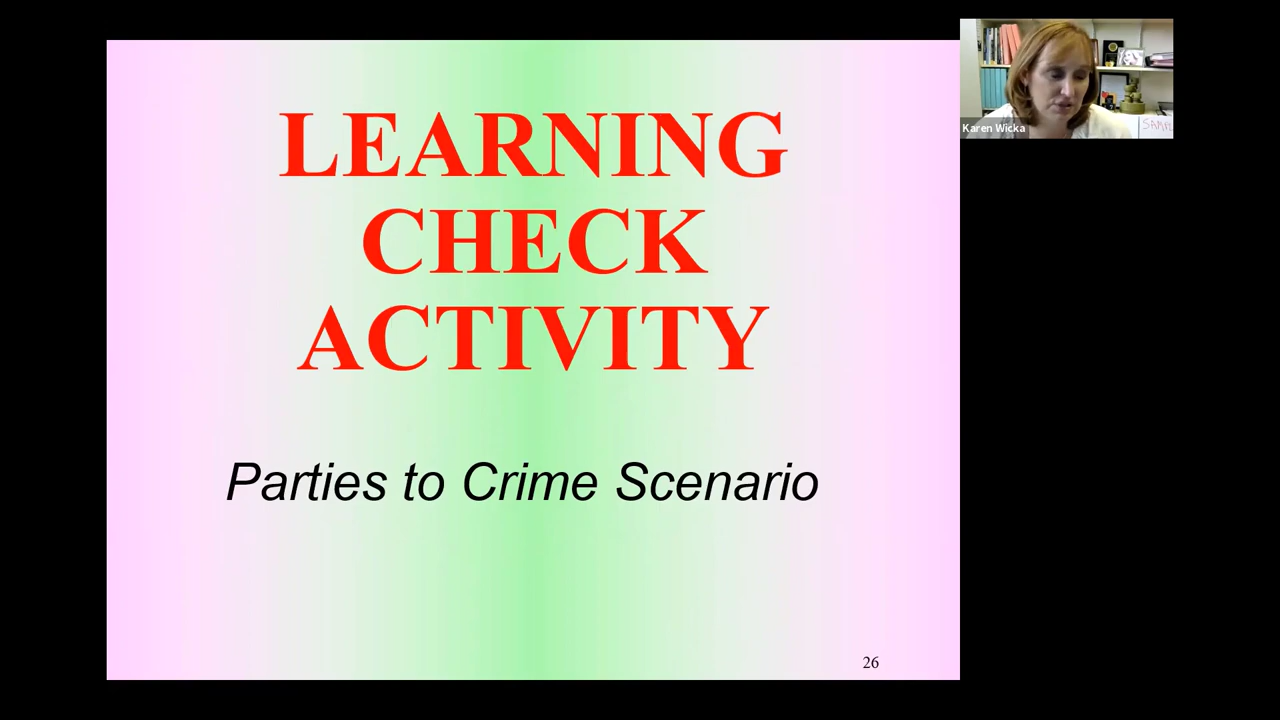 LEARNING
CHECK
ACTIVITY
Parties to Crime Scenario
26
Karen Wicka